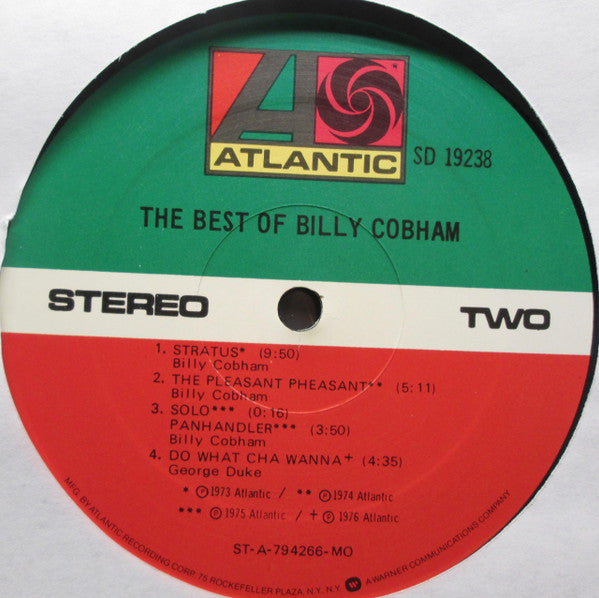 ATLANTIC
SD 19238
THE BEST OF BILLY COBHAM
STEREO
TWO
1. STRATUS* (9:50)
Billy Cobham
2. THE PLEASANT PHEASANT** (5:11)
Billy Cobham
3. SOLO*** (0:16)
PANHANDLER*** (3:50)
Billy Cobham
4. DO WHAT CHA WANNA+ (4:35)
George Duke
* ℗ 1973 Atlantic / ** ℗ 1974 Atlantic
*** ℗ 1975 Atlantic / + ℗ 1976 Atlantic
ST-A-794266-MO
MFG. BY ATLANTIC RECORDING CORP. 75 ROCKEFELLER PLAZA, N.Y., N.Y. A WARNER COMMUNICATIONS COMPANY